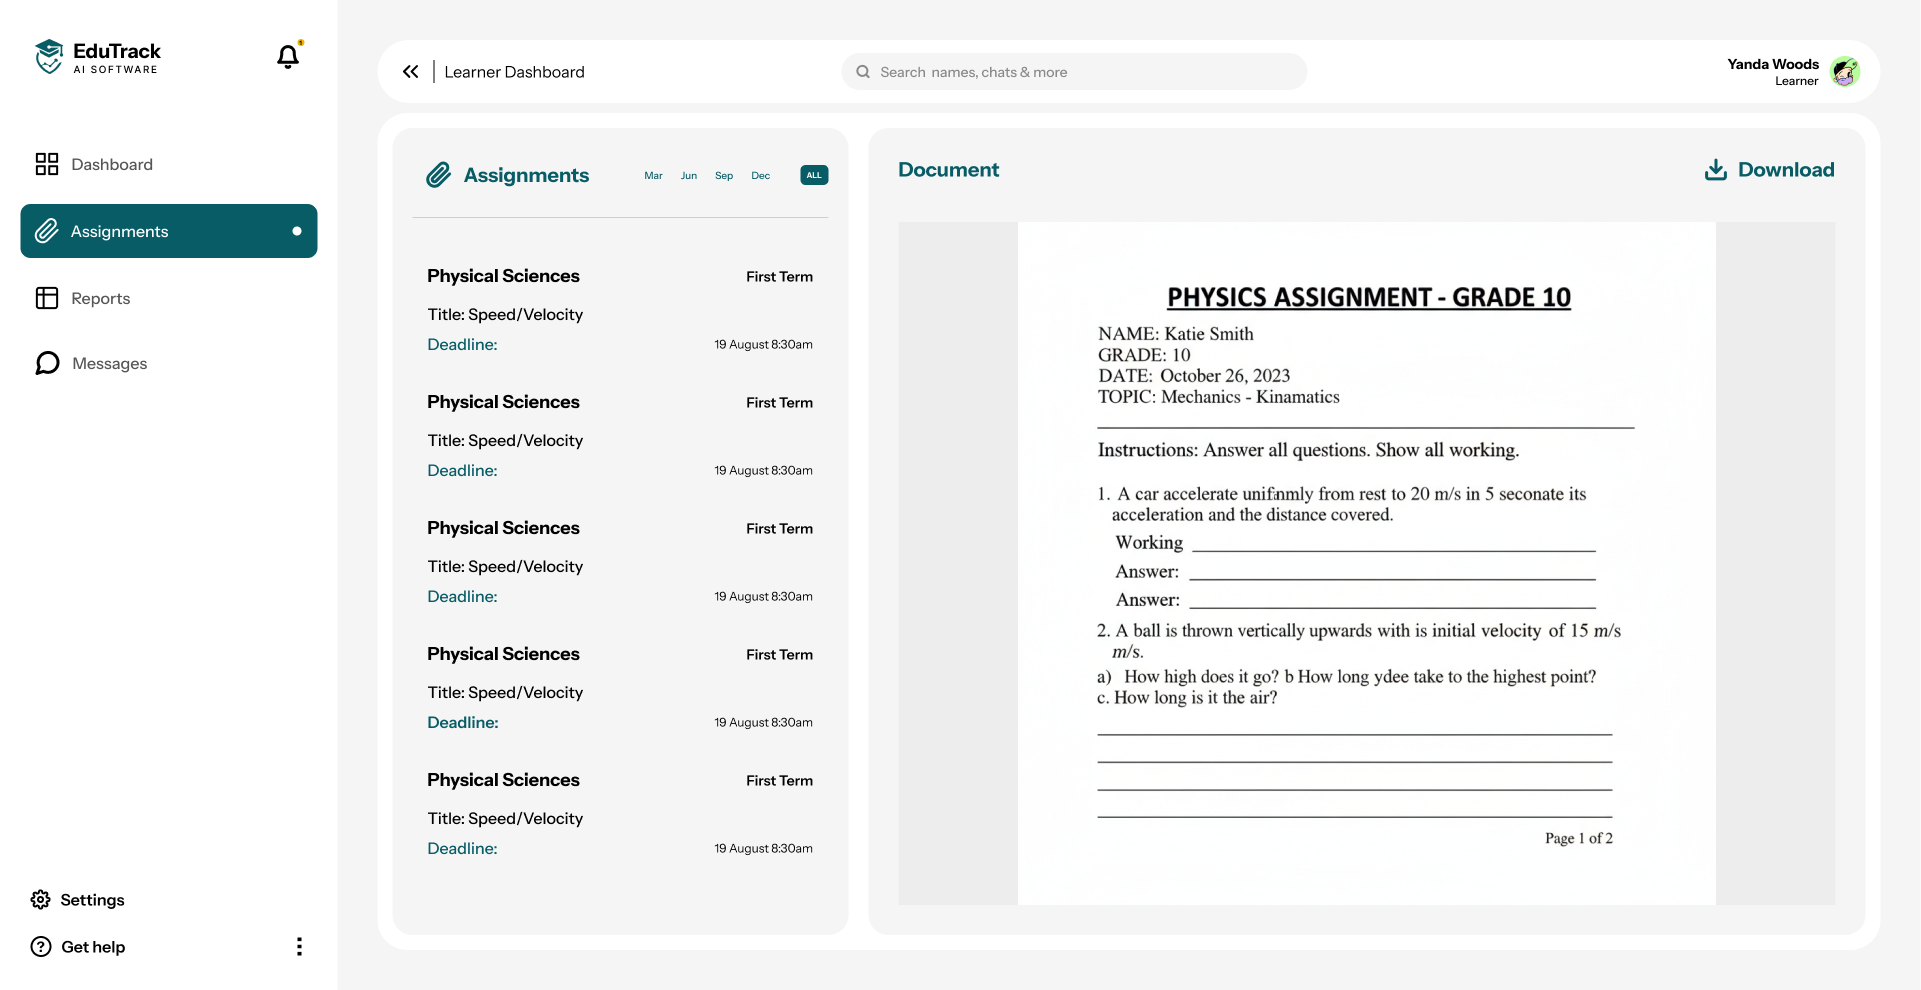 EduTrack
AI SOFTWARE
1
Dashboard
Assignments
Reports
Messages
Settings
Get help
Learner Dashboard
Search names, chats & more
Yanda Woods
Learner
Assignments
Mar Jun Sep Dec ALL
Physical Sciences First Term
Title: Speed/Velocity
Deadline: 19 August 8:30am
Physical Sciences First Term
Title: Speed/Velocity
Deadline: 19 August 8:30am
Physical Sciences First Term
Title: Speed/Velocity
Deadline: 19 August 8:30am
Physical Sciences First Term
Title: Speed/Velocity
Deadline: 19 August 8:30am
Physical Sciences First Term
Title: Speed/Velocity
Deadline: 19 August 8:30am
Document
Download
PHYSICS ASSIGNMENT - GRADE 10
NAME: Katie Smith
GRADE: 10
DATE: October 26, 2023
TOPIC: Mechanics - Kinamatics
Instructions: Answer all questions. Show all working.
1. A car accelerate unifanmly from rest to 20 m/s in 5 seconate its
acceleration and the distance covered.
Working
Answer:
Answer:
2. A ball is thrown vertically upwards with is initial velocity of 15 m/s
m/s.
a) How high does it go? b How long ydee take to the highest point?
c. How long is it the air?
Page 1 of 2